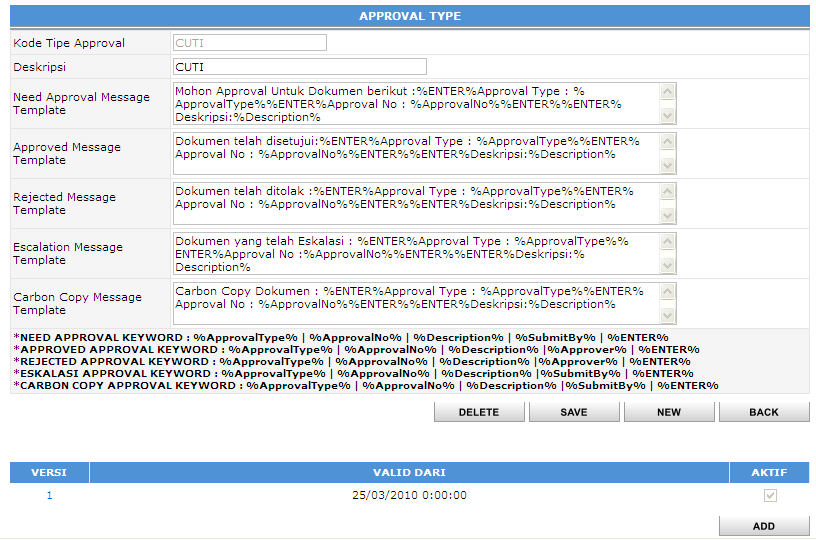 APPROVAL TYPE
Kode Tipe Approval
CUTI
Deskripsi
CUTI
Need Approval Message
Template
Mohon Approval Untuk Dokumen berikut :%ENTER%Approval Type : %
ApprovalType%%ENTER%Approval No : %ApprovalNo%%ENTER%%ENTER%
Deskripsi:%Description%
Approved Message
Template
Dokumen telah disetujui:%ENTER%Approval Type : %ApprovalType%%ENTER%
Approval No : %ApprovalNo%%ENTER%%ENTER%Deskripsi:%Description%
Rejected Message
Template
Dokumen telah ditolak :%ENTER%Approval Type : %ApprovalType%%ENTER%
Approval No : %ApprovalNo%%ENTER%%ENTER%Deskripsi:%Description%
Escalation Message
Template
Dokumen yang telah Eskalasi : %ENTER%Approval Type : %ApprovalType%%
ENTER%Approval No :%ApprovalNo%%ENTER%%ENTER%Deskripsi:%
Description%
Carbon Copy Message
Template
Carbon Copy Dokumen : %ENTER%Approval Type : %ApprovalType%%ENTER%
Approval No : %ApprovalNo%%ENTER%%ENTER%Deskripsi:%Description%
*NEED APPROVAL KEYWORD : %ApprovalType% | %ApprovalNo% | %Description% | %SubmitBy% | %ENTER%
*APPROVED APPROVAL KEYWORD : %ApprovalType% | %ApprovalNo% | %Description% |%Approver% | %ENTER%
*REJECTED APPROVAL KEYWORD : %ApprovalType% | %ApprovalNo% | %Description% |%Approver% | %ENTER%
*ESKALASI APPROVAL KEYWORD : %ApprovalType% | %ApprovalNo% | %Description% |%SubmitBy% | %ENTER%
*CARBON COPY APPROVAL KEYWORD : %ApprovalType% | %ApprovalNo% | %Description% |%SubmitBy% | %ENTER%
DELETE SAVE NEW BACK
VERSI VALID DARI AKTIF
1 25/03/2010 0:00:00
ADD